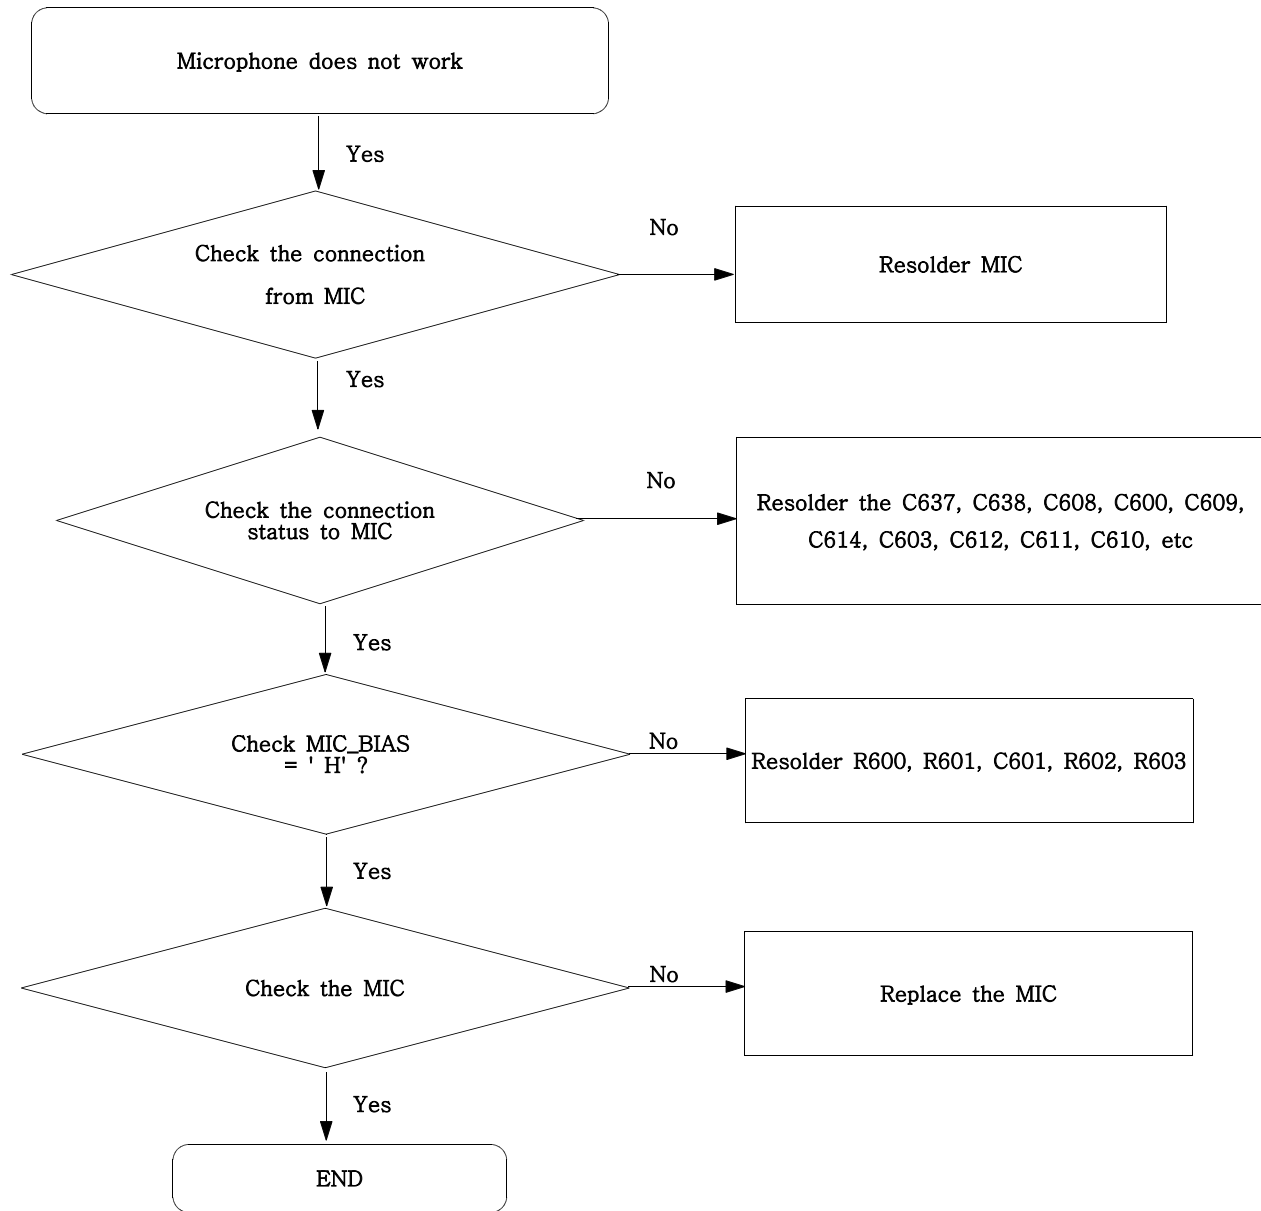 Microphone does not work
Yes
Check the connection
from MIC
No
Resolder MIC
Yes
Check the connection
status to MIC
No
Resolder the C637, C638, C608, C600, C609,
C614, C603, C612, C611, C610, etc
Yes
Check MIC_BIAS
= ' H' ?
No
Resolder R600, R601, C601, R602, R603
Yes
Check the MIC
No
Replace the MIC
Yes
END